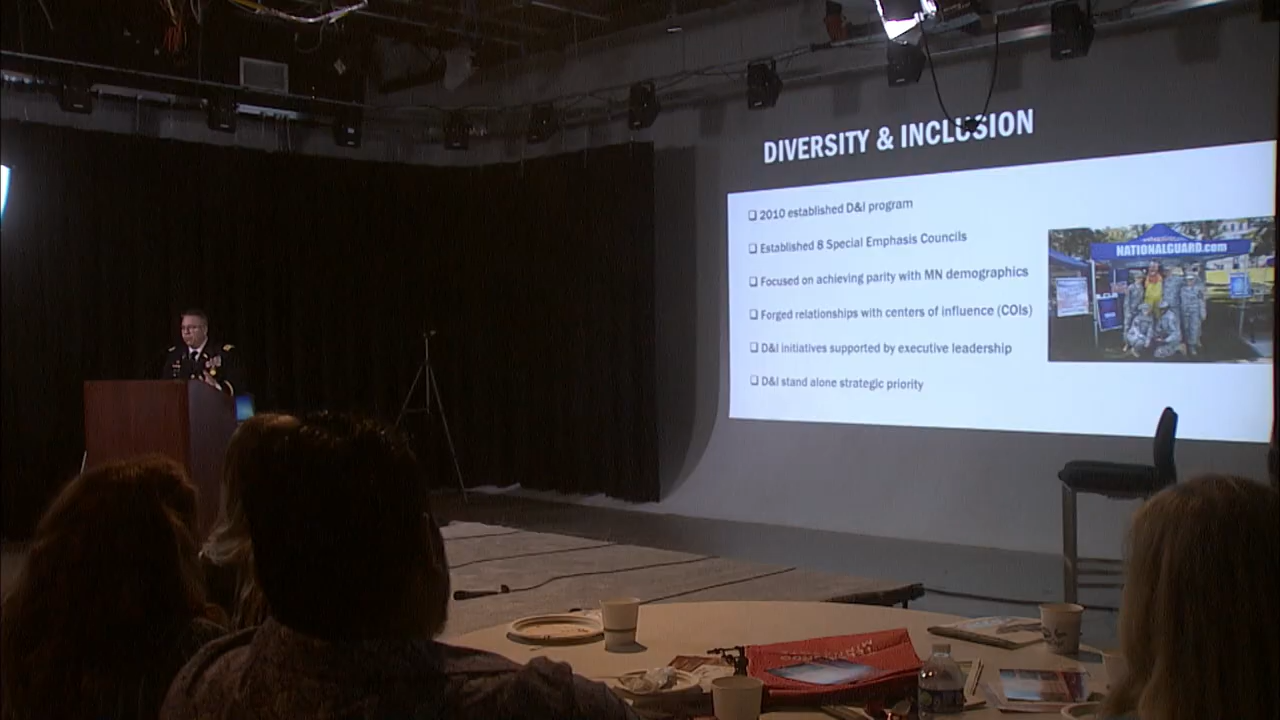 DIVERSITY & INCLUSION
❑ 2010 established D&I program
❑ Established 8 Special Emphasis Councils
❑ Focused on achieving parity with MN demographics
❑ Forged relationships with centers of influence (COIs)
❑ D&I initiatives supported by executive leadership
❑ D&I stand alone strategic priority
NATIONALGUARD.com